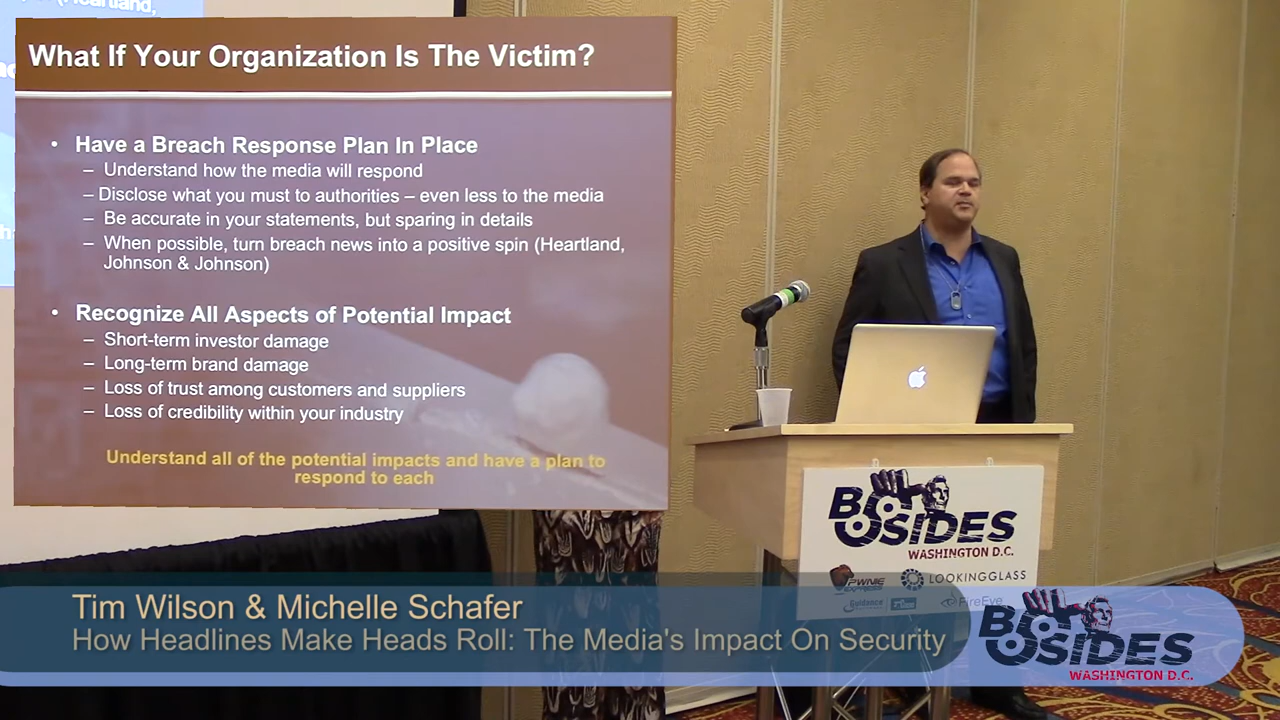 What If Your Organization Is The Victim?
• Have a Breach Response Plan In Place
– Understand how the media will respond
– Disclose what you must to authorities – even less to the media
– Be accurate in your statements, but sparing in details
– When possible, turn breach news into a positive spin (Heartland,
Johnson & Johnson)
• Recognize All Aspects of Potential Impact
– Short-term investor damage
– Long-term brand damage
– Loss of trust among customers and suppliers
– Loss of credibility within your industry
Understand all of the potential impacts and have a plan to
respond to each
BSIDES
WASHINGTON D.C.
PWNIE
EXPRESS
LOOKINGGLASS
Guidance
FireEye
Tim Wilson & Michelle Schafer
How Headlines Make Heads Roll: The Media's Impact On Security
BSIDES
WASHINGTON D.C.